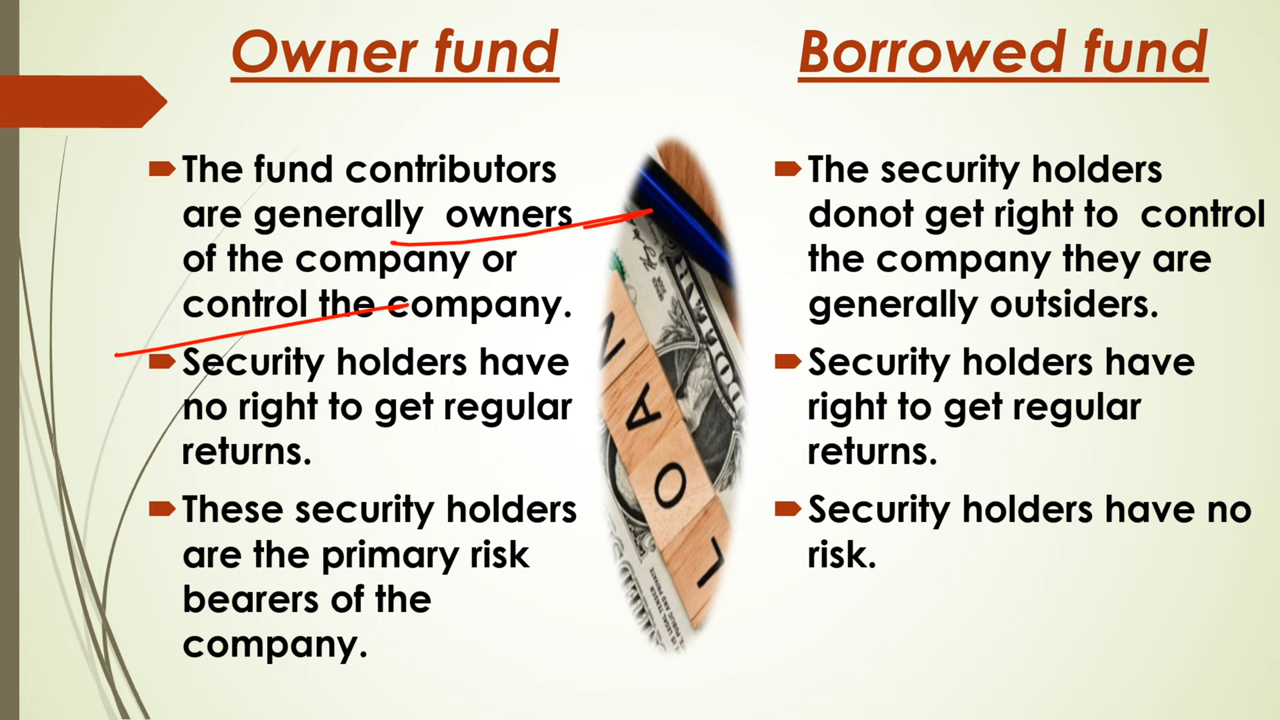 Owner fund
The fund contributors
are generally owners
of the company or
control the company.
Security holders have
no right to get regular
returns.
These security holders
are the primary risk
bearers of the
company.
LOAN
Borrowed fund
The security holders
donot get right to control
the company they are
generally outsiders.
Security holders have
right to get regular
returns.
Security holders have no
risk.